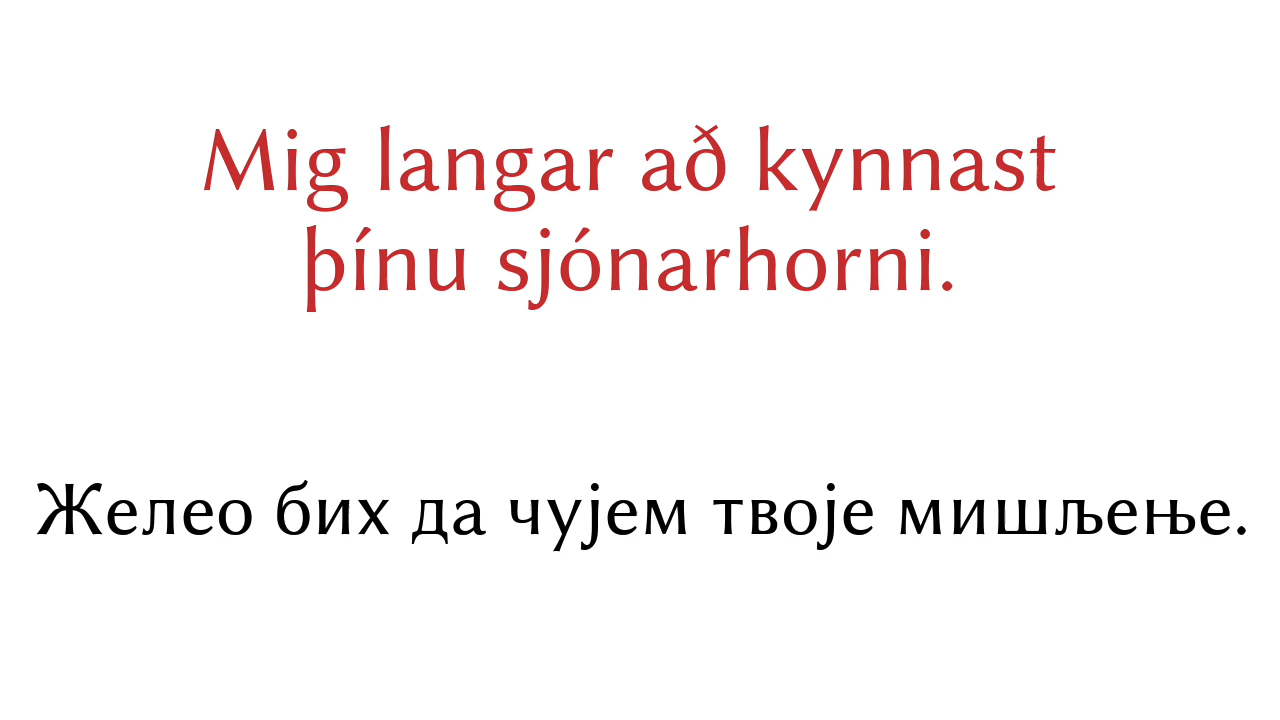 Mig langar að kynnast
þínu sjónarhorni.
Желео бих да чујем твоје мишљење.